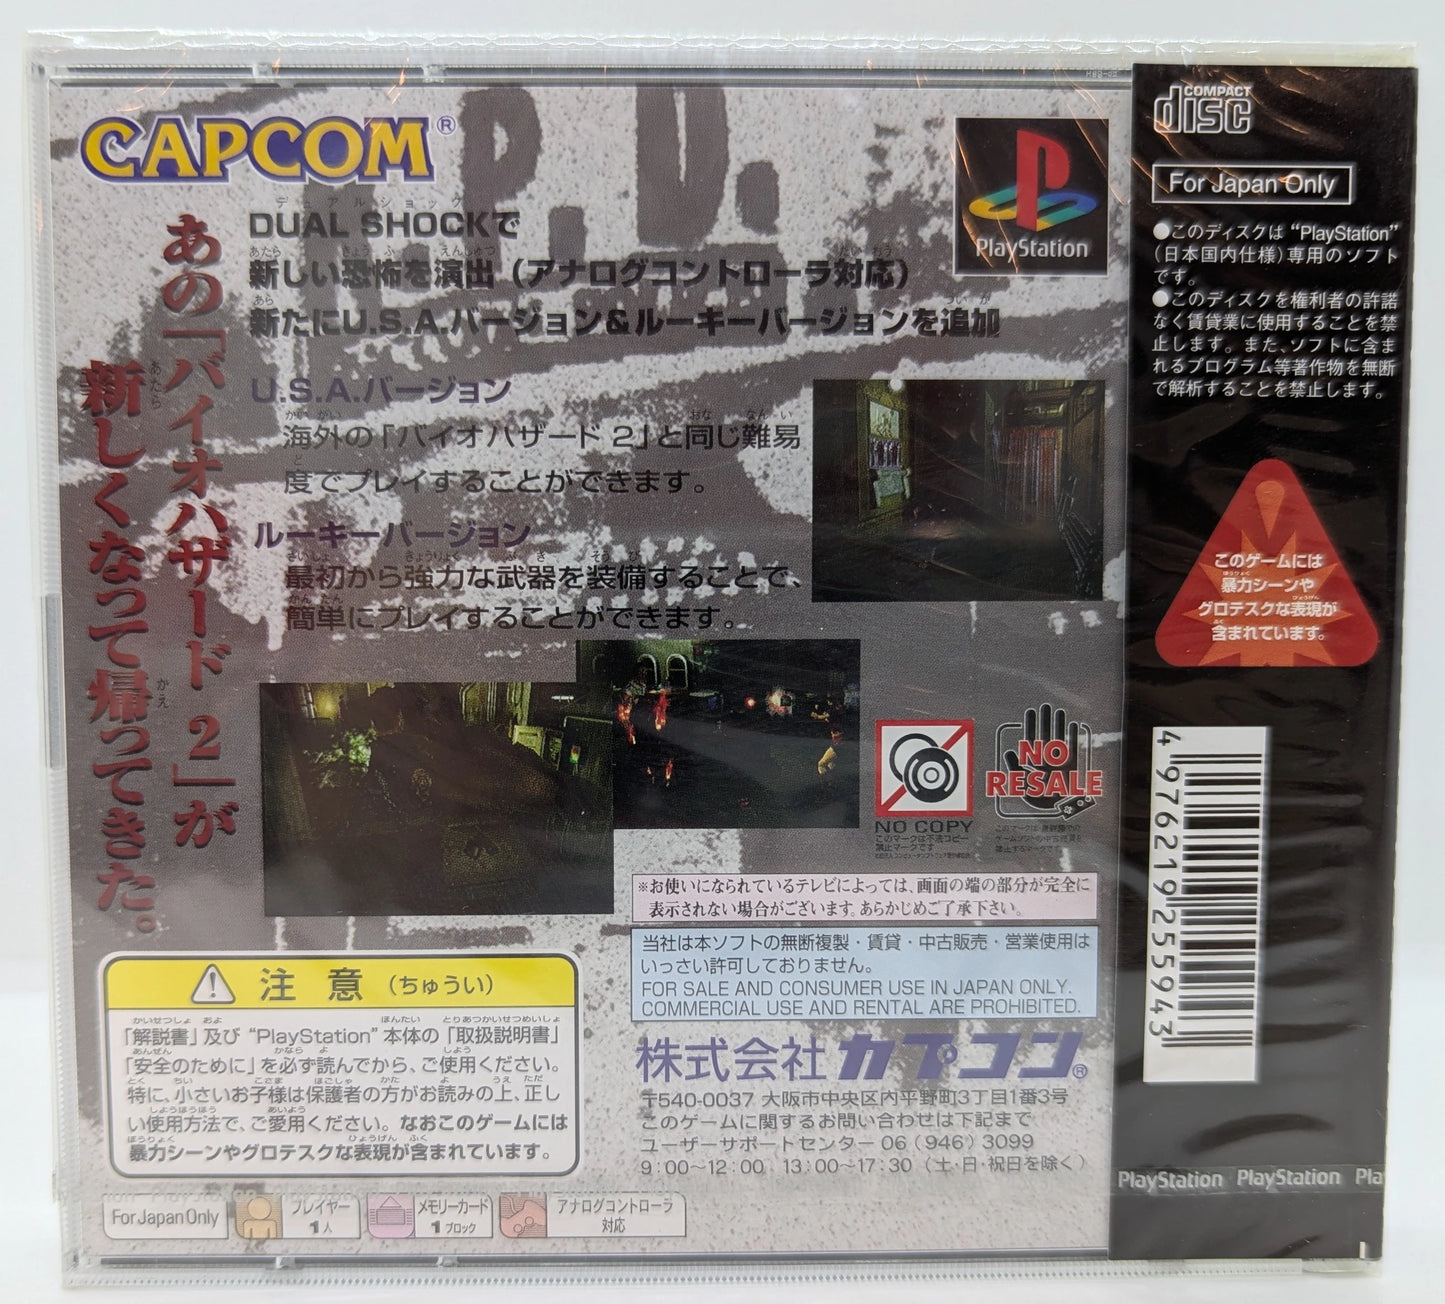 CAPCOM®
R.P.D.
PlayStation
あの「バイオハザード 2」が
新しくなって帰ってきた。
DUAL SHOCKで
新しい恐怖を演出（アナログコントローラ対応）
新たにU.S.A.バージョン＆ルーキーバージョンを追加
U.S.A.バージョン
海外の「バイオハザード 2」と同じ難易
度でプレイすることができます。
ルーキーバージョン
最初から強力な武器を装備することで、
簡単にプレイすることができます。
NO COPY
このマークは不法コピー
禁止マークです
NO
RESALE
※お使いになられているテレビによっては、画面の端の部分が完全に
表示されない場合がございます。あらかじめご了承下さい。
当社は本ソフトの無断複製・賃貸・中古販売・営業使用は
いっさい許可しておりません。
FOR SALE AND CONSUMER USE IN JAPAN ONLY.
COMMERCIAL USE AND RENTAL ARE PROHIBITED.
株式会社カプコン®
〒540-0037 大阪市中央区内平野町3丁目1番3号
このゲームに関するお問い合わせは下記まで
ユーザーサポートセンター 06（946）3099
9：00〜12：00　13：00〜17：30（土・日・祝日を除く）
注意（ちゅうい）
「解説書」及び“PlayStation”本体の「取扱説明書」
「安全のために」を必ず読んでから、ご使用ください。
特に、小さいお子様は保護者の方がお読みの上、正し
い使用方法で、ご愛用ください。なおこのゲームには
暴力シーンやグロテスクな表現が含まれています。
For Japan Only
プレイヤー
1人
メモリーカード
1ブロック
アナログコントローラ
対応
COMPACT
disc
For Japan Only
●このディスクは“PlayStation”
（日本国内仕様）専用のソフト
です。
●このディスクを権利者の許諾
なく賃貸業に使用することを禁
止します。また、ソフトに含ま
れるプログラム等著作物を無断
で解析することを禁止します。
このゲームには
暴力シーンや
グロテスクな表現が
含まれています。
4 976219 255943
PlayStation PlayStation Pla